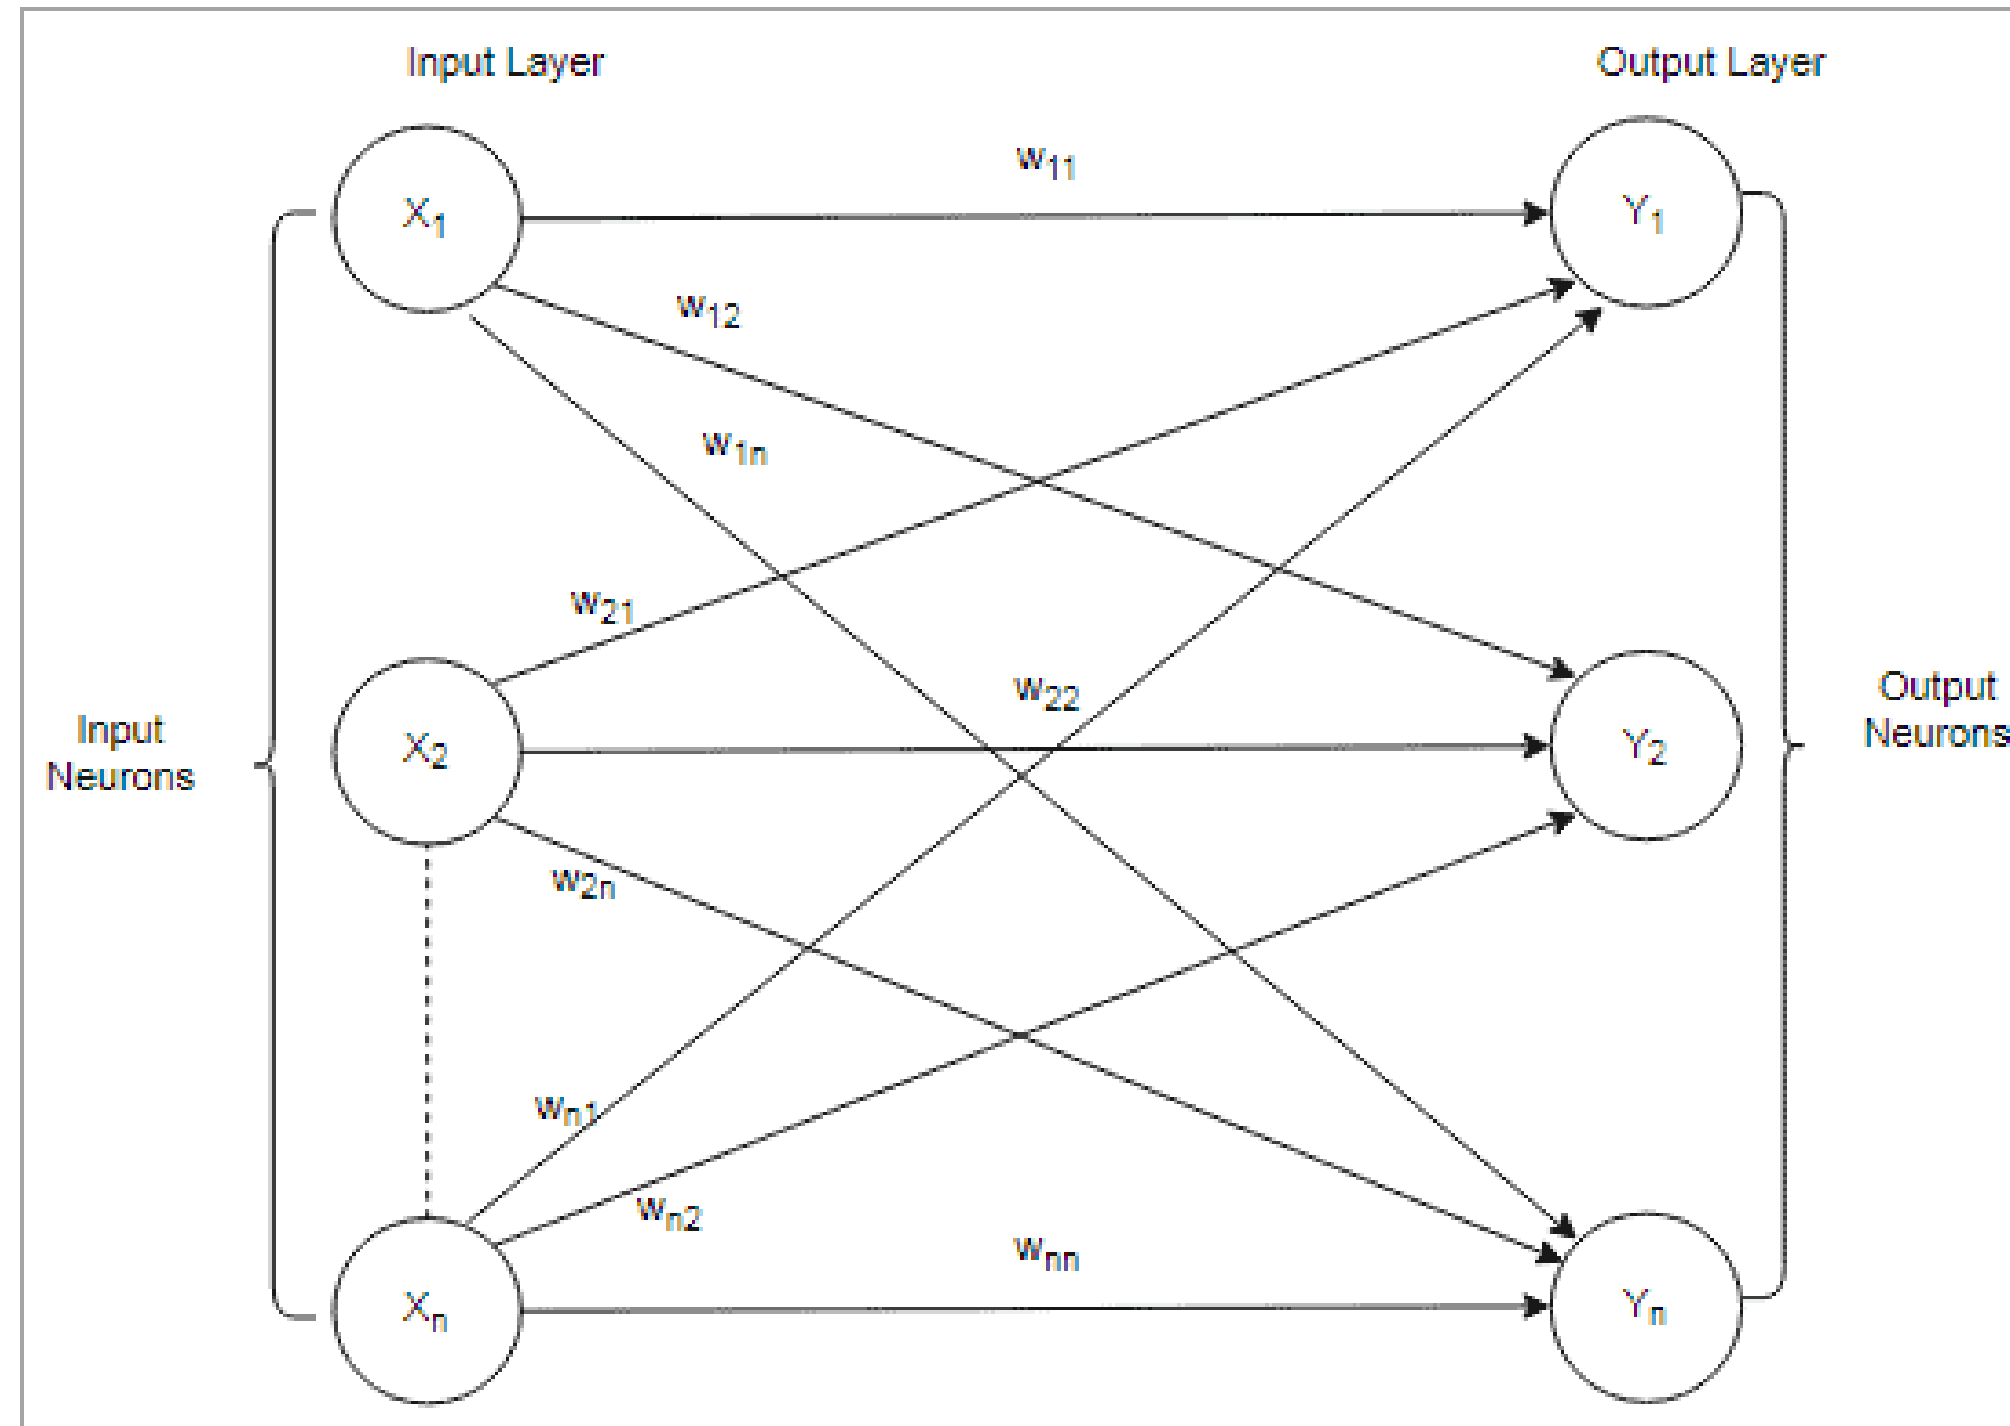 Input Layer
Output Layer
w11
X1
Y1
w12
w1n
w21
w22
Input
Neurons
X2
Y2
Output
Neurons
w2n
wn1
wn2
wnn
Xn
Yn